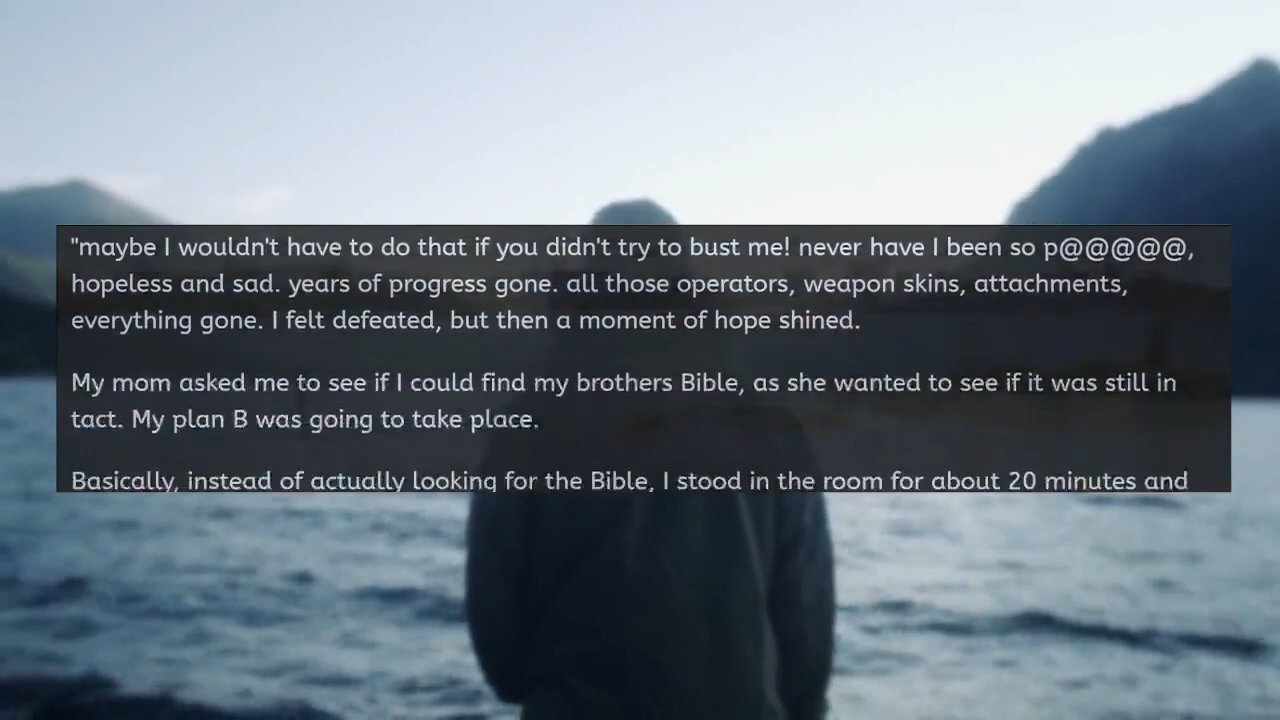 "maybe I wouldn't have to do that if you didn't try to bust me! never have I been so p@@@@@,
hopeless and sad. years of progress gone. all those operators, weapon skins, attachments,
everything gone. I felt defeated, but then a moment of hope shined.
My mom asked me to see if I could find my brothers Bible, as she wanted to see if it was still in
tact. My plan B was going to take place.
Basically, instead of actually looking for the Bible, I stood in the room for about 20 minutes and